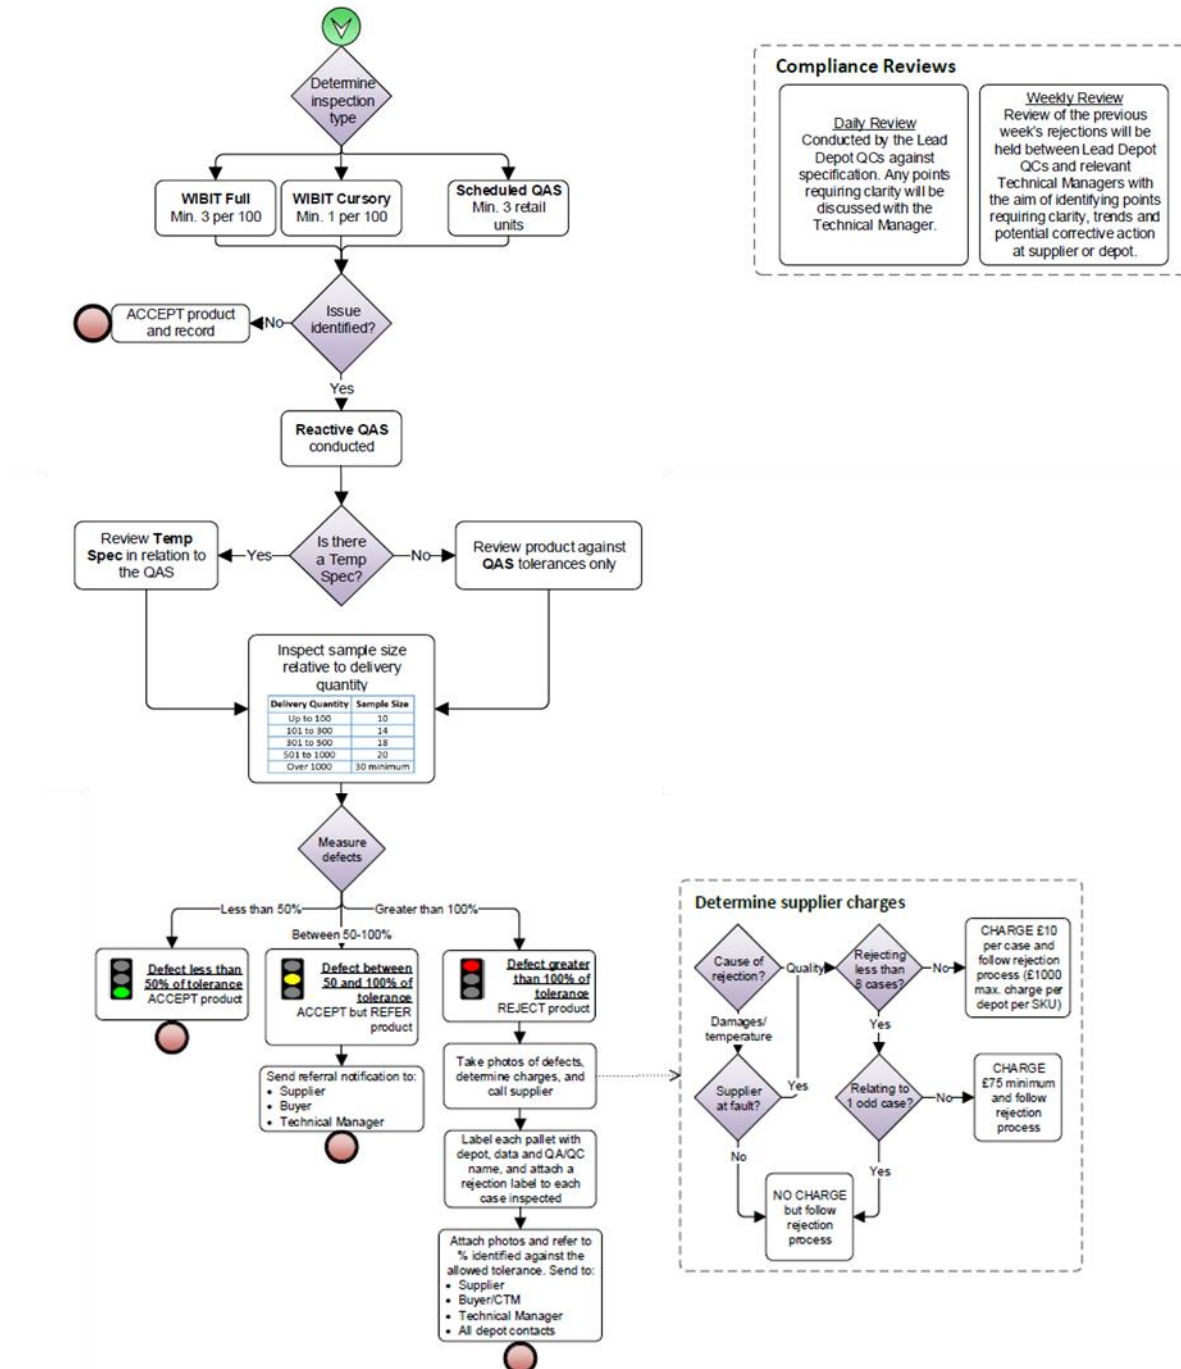 Determine
inspection
type
Compliance Reviews
Daily Review
Conducted by the Lead
Depot QCs against
specification. Any points
requiring clarity will be
discussed with the
Technical Manager.
Weekly Review
Review of the previous
week's rejections will be
held between Lead Depot
QCs and relevant
Technical Managers with
the aim of identifying points
requiring clarity, trends and
potential corrective action
at supplier or depot.
WIBIT Full
Min. 3 per 100
WIBIT Cursory
Min. 1 per 100
Scheduled QAS
Min. 3 retail
units
Issue
identified?
No
ACCEPT product
and record
Yes
Reactive QAS
conducted
Is there
a Temp
Spec?
Yes
Review Temp
Spec in relation to
the QAS
No
Review product against
QAS tolerances only
Inspect sample size
relative to delivery
quantity
Delivery Quantity Sample Size
Up to 100 10
101 to 300 14
301 to 500 18
501 to 1000 20
Over 1000 30 minimum
Measure
defects
Less than 50%
Between 50-100%
Greater than 100%
Defect less than
50% of tolerance
ACCEPT product
Defect between
50 and 100% of
tolerance
ACCEPT but REFER
product
Defect greater
than 100% of
tolerance
REJECT product
Send referral notification to:
• Supplier
• Buyer
• Technical Manager
Take photos of defects,
determine charges, and
call supplier
Label each pallet with
depot, data and QA/QC
name, and attach a
rejection label to each
case inspected
Attach photos and refer to
% identified against the
allowed tolerance. Send to:
• Supplier
• Buyer/CTM
• Technical Manager
• All depot contacts
Determine supplier charges
Cause of
rejection?
Quality
Rejecting
less than
8 cases?
No
CHARGE £10
per case and
follow rejection
process (£1000
max. charge per
depot per SKU)
Damages/
temperature
Yes
Supplier
at fault?
Yes
Relating to
1 odd case?
No
CHARGE
£75 minimum
and follow
rejection
process
No
Yes
NO CHARGE
but follow
rejection
process